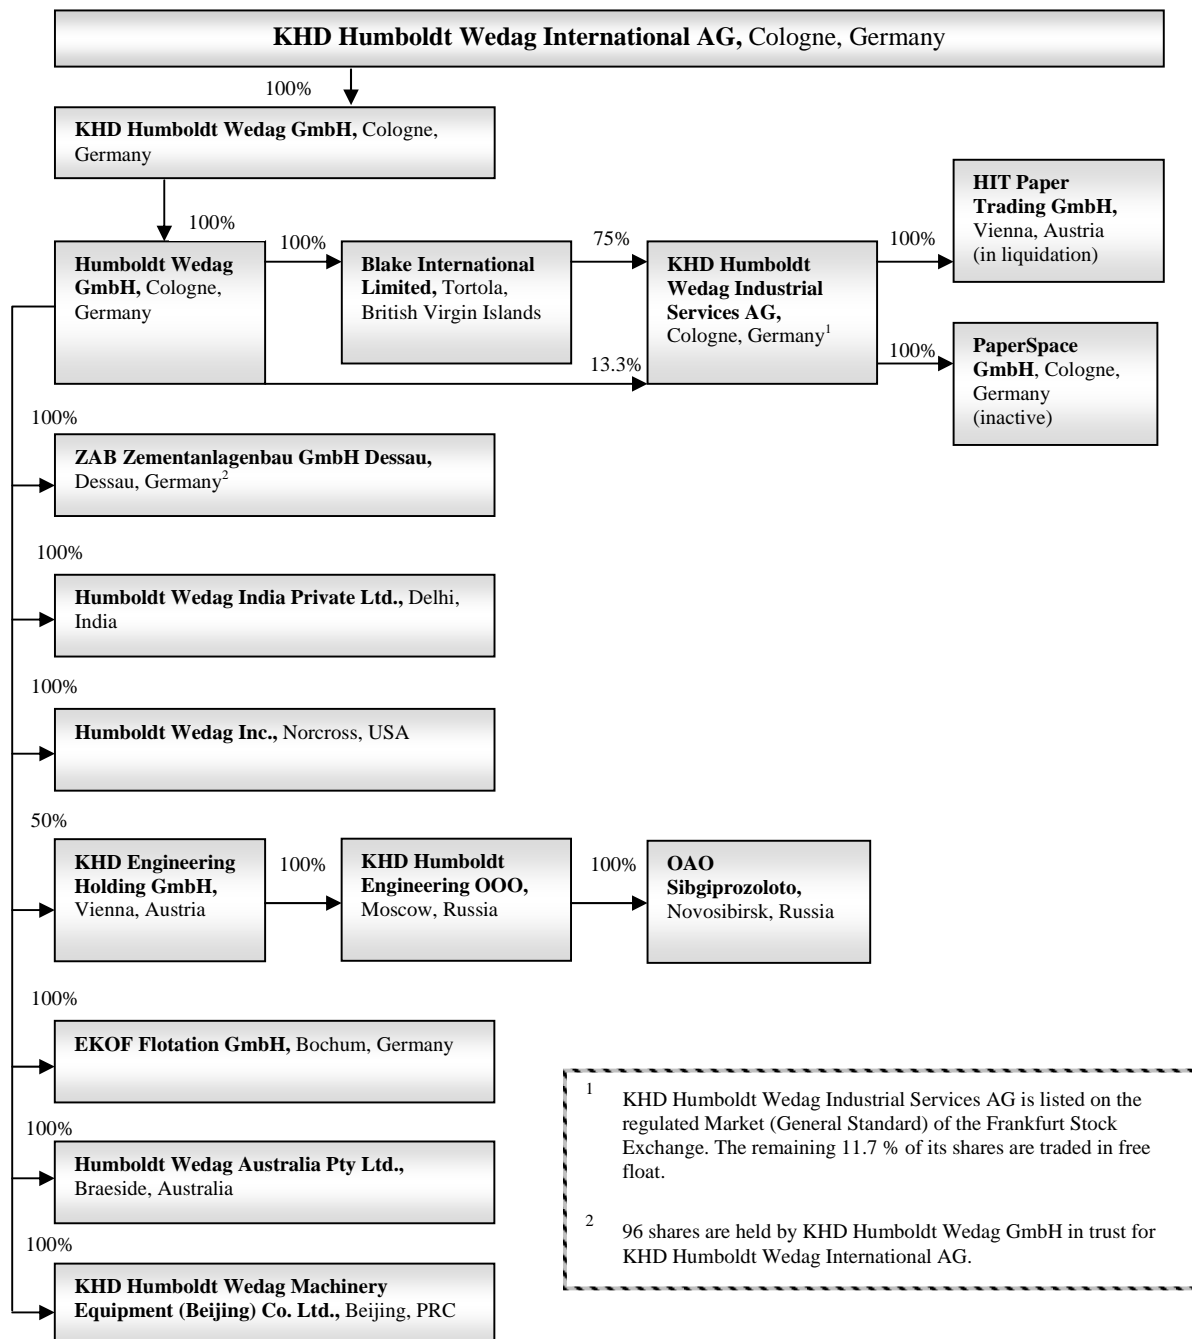 KHD Humboldt Wedag International AG, Cologne, Germany
100%
KHD Humboldt Wedag GmbH, Cologne,
Germany
100%
Humboldt Wedag
GmbH, Cologne,
Germany
100%
Blake International
Limited, Tortola,
British Virgin Islands
75%
13.3%
KHD Humboldt
Wedag Industrial
Services AG,
Cologne, Germany1
100%
HIT Paper
Trading GmbH,
Vienna, Austria
(in liquidation)
100%
PaperSpace
GmbH, Cologne,
Germany
(inactive)
100%
ZAB Zementanlagenbau GmbH Dessau,
Dessau, Germany2
100%
Humboldt Wedag India Private Ltd., Delhi,
India
100%
Humboldt Wedag Inc., Norcross, USA
50%
KHD Engineering
Holding GmbH,
Vienna, Austria
100%
KHD Humboldt
Engineering OOO,
Moscow, Russia
100%
OAO
Sibgiprozoloto,
Novosibirsk, Russia
100%
EKOF Flotation GmbH, Bochum, Germany
100%
Humboldt Wedag Australia Pty Ltd.,
Braeside, Australia
100%
KHD Humboldt Wedag Machinery
Equipment (Beijing) Co. Ltd., Beijing, PRC
1 KHD Humboldt Wedag Industrial Services AG is listed on the
regulated Market (General Standard) of the Frankfurt Stock
Exchange. The remaining 11.7 % of its shares are traded in free
float.
2 96 shares are held by KHD Humboldt Wedag GmbH in trust for
KHD Humboldt Wedag International AG.